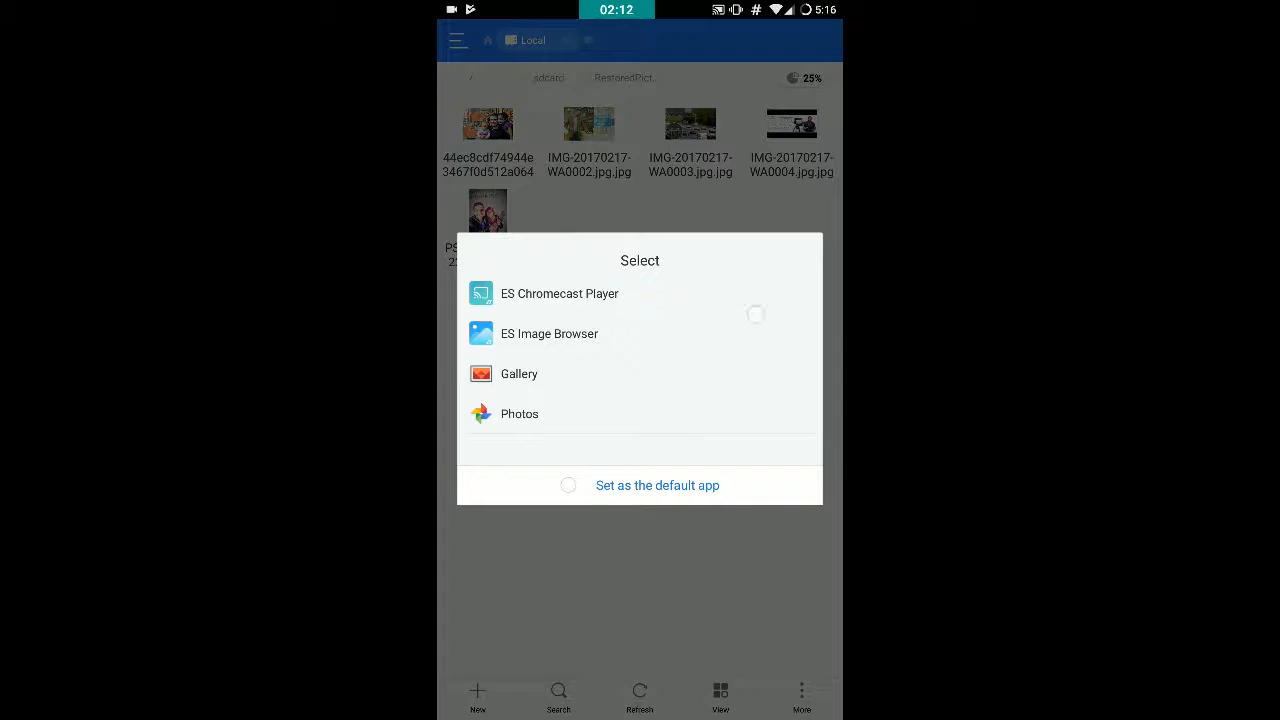 02:12
5:16
Local
/ sdcard RestoredPict..
25%
44ec8cdf74944e IMG-20170217- IMG-20170217- IMG-20170217-
3467f0d512a064 WA0002.jpg.jpg WA0003.jpg.jpg WA0004.jpg.jpg
Select
ES Chromecast Player
ES Image Browser
Gallery
Photos
Set as the default app
New Search Refresh View More